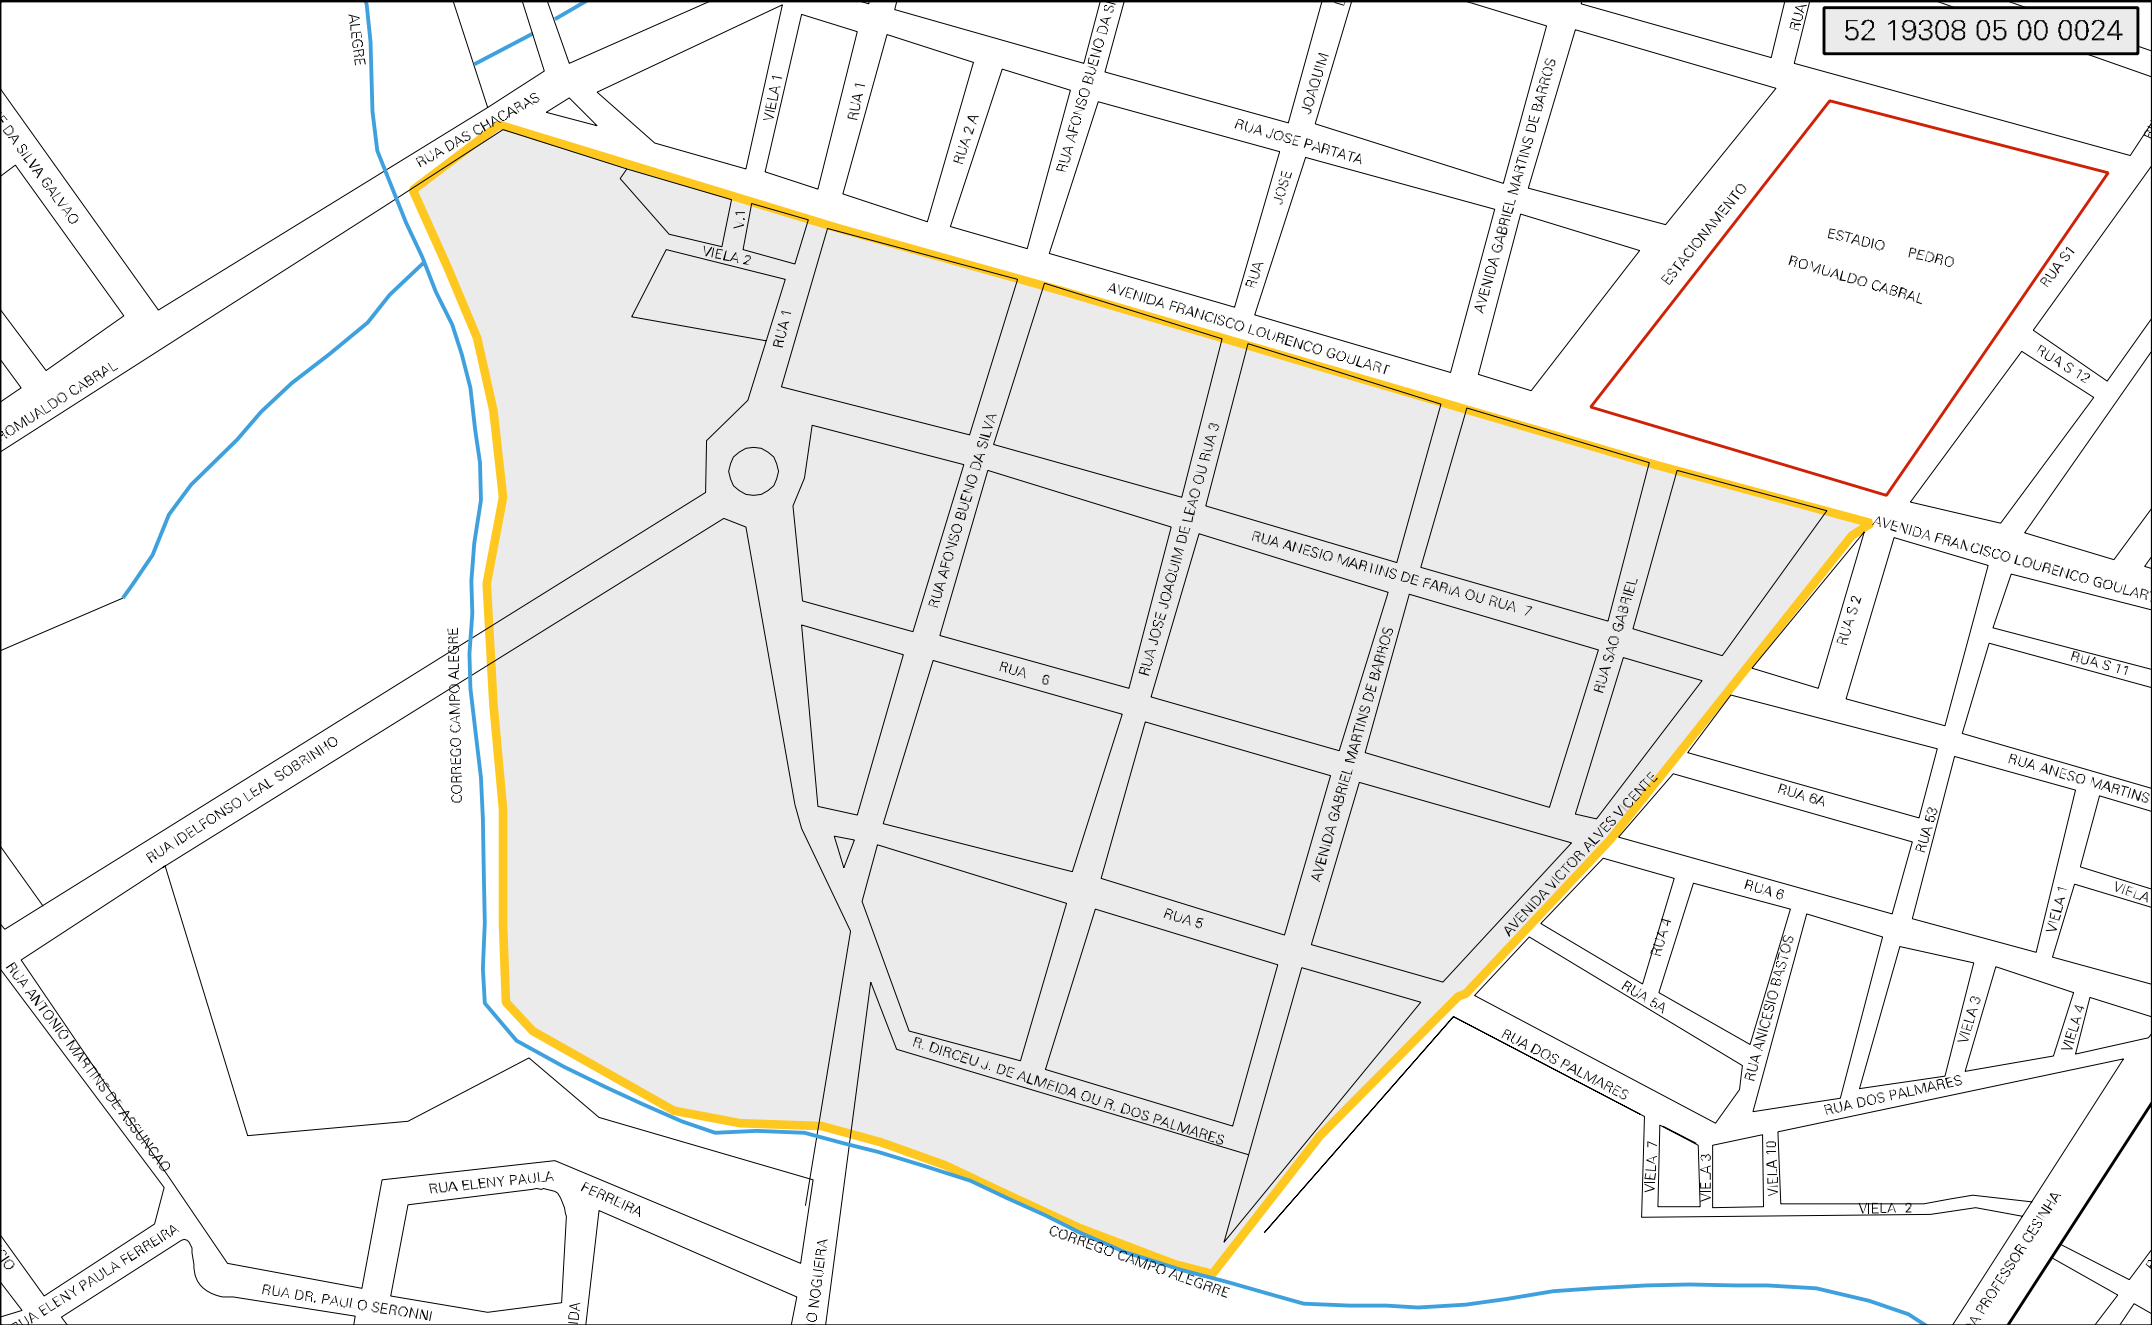 52 19308 05 00 0024
ALEGRE
RUA DAS CHACARAS
E DA SILVA GALVAO
ROMUALDO CABRAL
VIELA 1
RUA 1
RUA 2 A
RUA AFONSO BUENO DA SI
RUA JOSE PARTATA
JOAQUIM
JOSE
RUA
AVENIDA GABRIEL MARTINS DE BARROS
RUA
ESTACIONAMENTO
ESTADIO PEDRO
ROMUALDO CABRAL
RUA S1
RUA S 12
V.1
VIELA 2
RUA 1
AVENIDA FRANCISCO LOURENCO GOULART
AVENIDA FRANCISCO LOURENCO GOULAR
RUA AFONSO BUENO DA SILVA
RUA JOSE JOAQUIM DE LEAO OU RUA 3
RUA ANESIO MARTINS DE FARIA OU RUA 7
RUA SAO GABRIEL
AVENIDA GABRIEL MARTINS DE BARROS
RUA 6
RUA 5
RUA S 2
RUA S 11
RUA ANESO MARTINS
RUA 6A
RUA 53
RUA 6
VIELA 1
VIELA
AVENIDA VICTOR ALVES VICENTE
RUA 4
RUA 5A
RUA ANICESIO BASTOS
VIELA 3
VIELA 4
RUA DOS PALMARES
RUA DOS PALMARES
VIELA 7
VIELA 3
VIELA 10
VIELA 2
A PROFESSOR CESINHA
CORREGO CAMPO ALEGRE
RUA IDELFONSO LEAL SOBRINHO
RUA ANTONIO MARTINS DE ASSUNCAO
R. DIRCEU J. DE ALMEIDA OU R. DOS PALMARES
CORREGO CAMPO ALEGRRE
RUA ELENY PAULA
FERREIRA
RUA ELENY PAULA FERREIRA
RUA DR. PAULO SERONNI
O NOGUEIRA